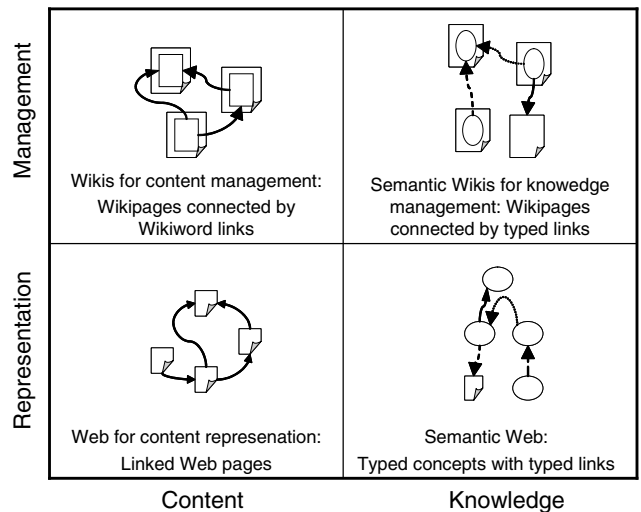 Management
Wikis for content management:
Wikipages connected by
Wikiword links
Semantic Wikis for knowedge
management: Wikipages
connected by typed links
Representation
Web for content represenation:
Linked Web pages
Semantic Web:
Typed concepts with typed links
Content
Knowledge